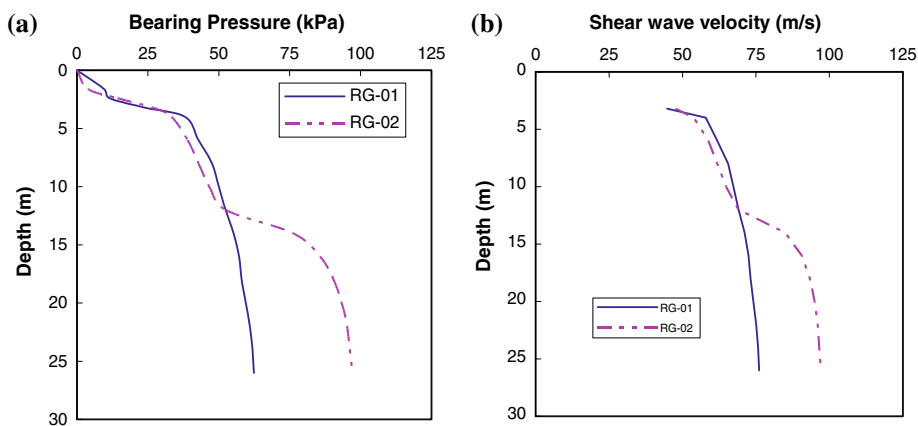 (a)
Bearing Pressure (kPa)
0 25 50 75 100 125
0
5
10
15
20
25
30
Depth (m)
RG-01
RG-02
(b)
Shear wave velocity (m/s)
0 25 50 75 100 125
0
5
10
15
20
25
30
Depth (m)
RG-01
RG-02